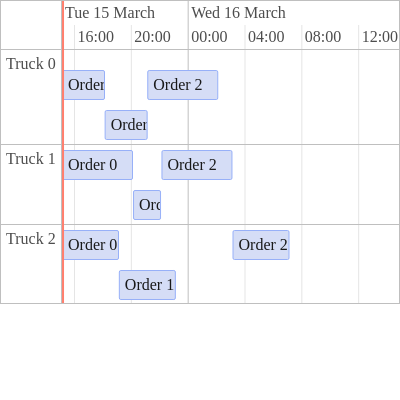 Tue 15 March Wed 16 March
16:00 20:00 00:00 04:00 08:00 12:00
Truck 0
Order Order 2
Order
Truck 1
Order 0 Order 2
Truck 2
Order 0 Order 2
Order 1